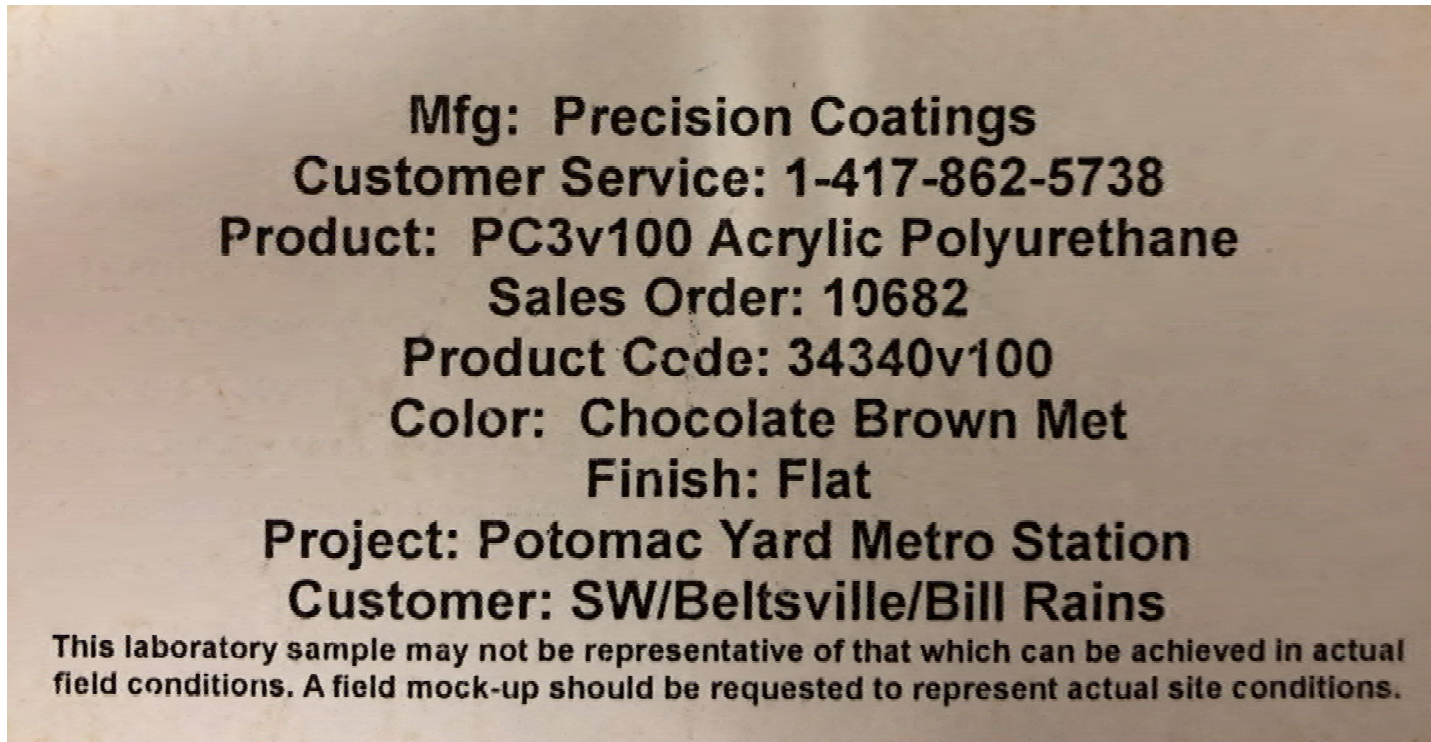 Mfg: Precision Coatings
Customer Service: 1-417-862-5738
Product: PC3v100 Acrylic Polyurethane
Sales Order: 10682
Product Code: 34340v100
Color: Chocolate Brown Met
Finish: Flat
Project: Potomac Yard Metro Station
Customer: SW/Beltsville/Bill Rains
This laboratory sample may not be representative of that which can be achieved in actual
field conditions. A field mock-up should be requested to represent actual site conditions.